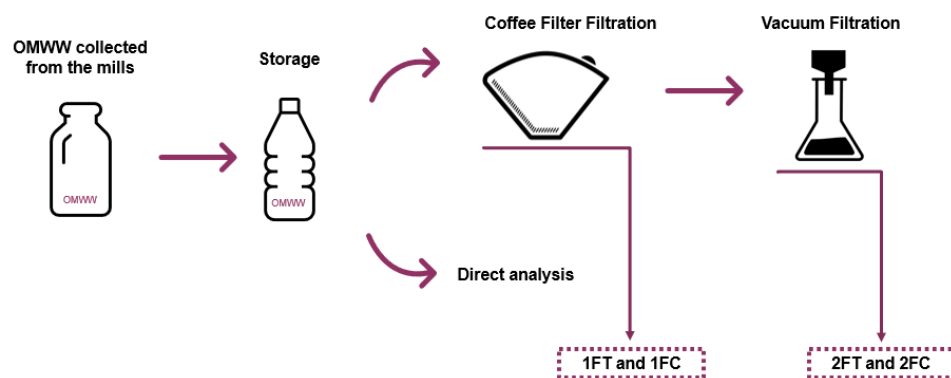 OMWW collected
from the mills
OMWW
Storage
OMWW
Coffee Filter Filtration
Vacuum Filtration
Direct analysis
1FT and 1FC
2FT and 2FC